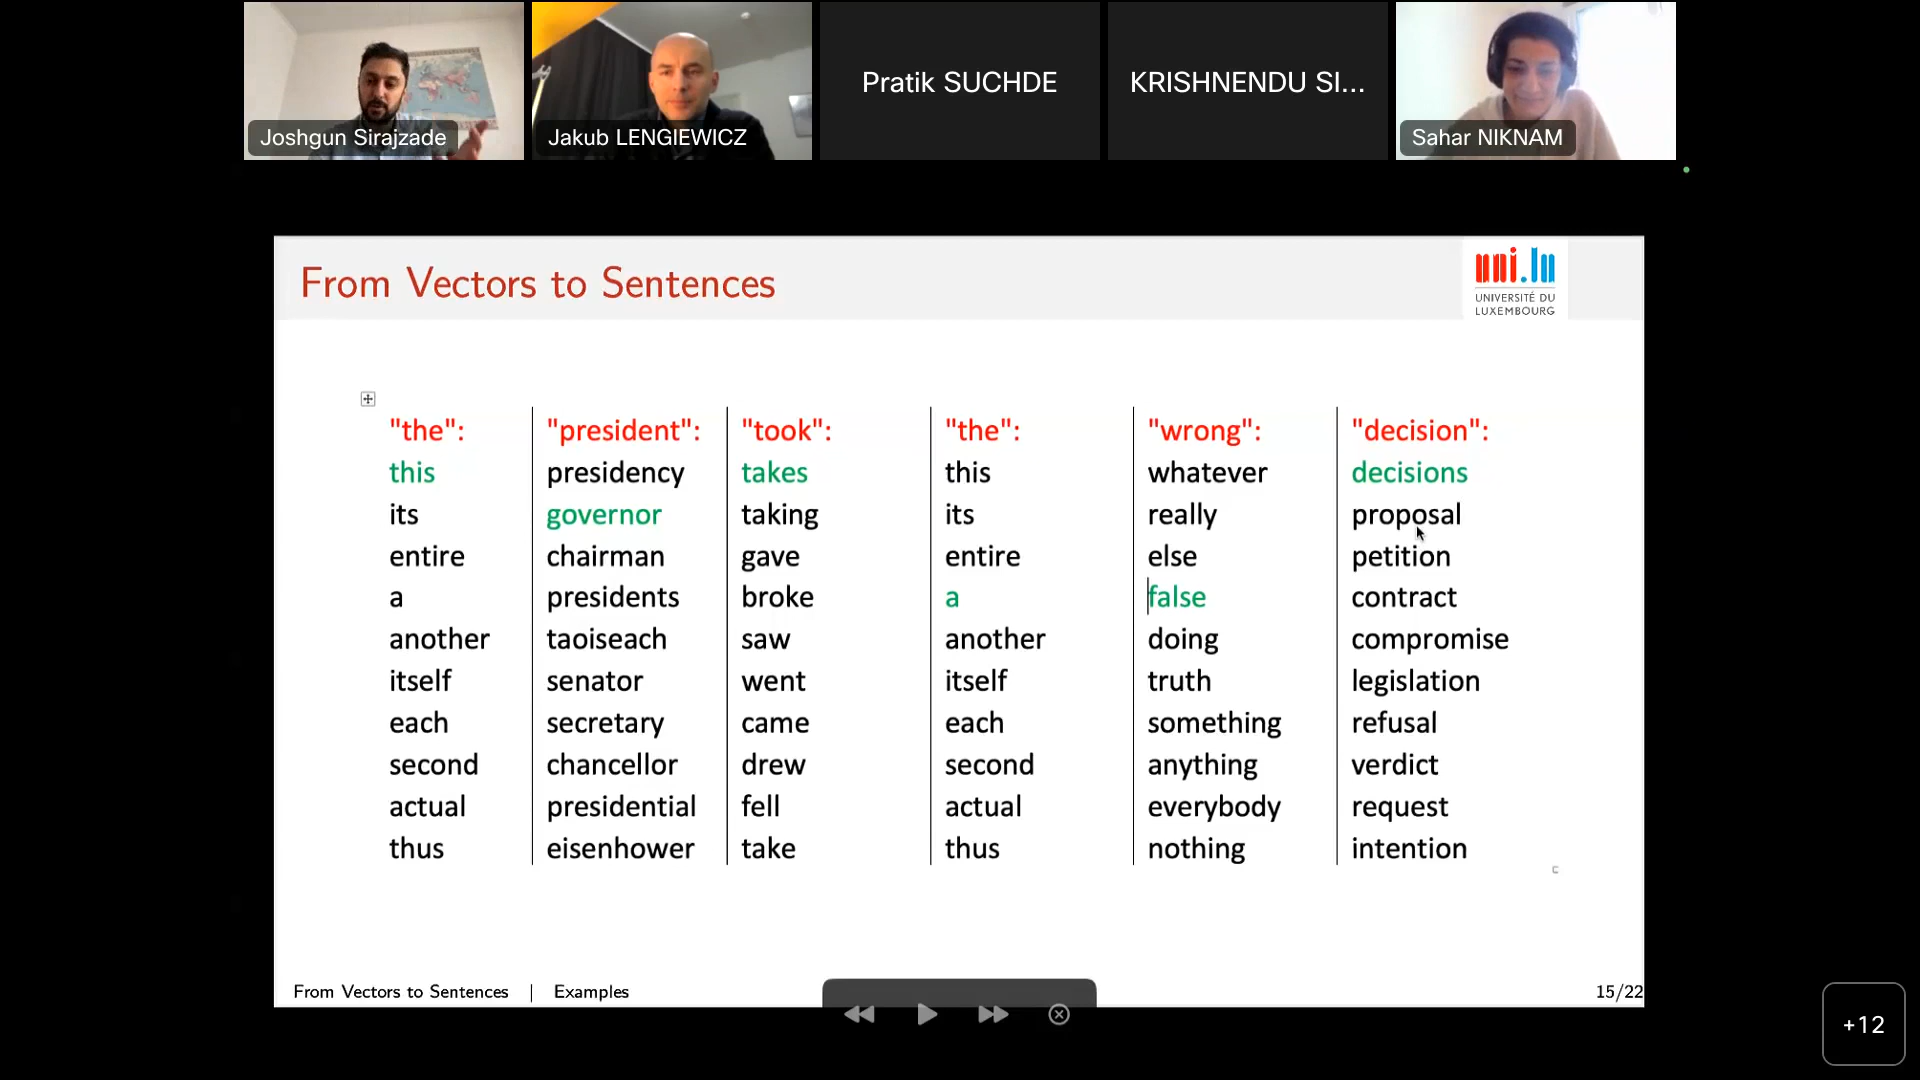 Joshgun Sirajzade
Jakub LENGIEWICZ
Pratik SUCHDE
KRISHNENDU SI...
Sahar NIKNAM
From Vectors to Sentences
uni.lu
UNIVERSITÉ DU
LUXEMBOURG
"the": "president": "took": "the": "wrong": "decision":
this presidency takes this whatever decisions
its governor taking its really proposal
entire chairman gave entire else petition
a presidents broke a false contract
another taoiseach saw another doing compromise
itself senator went itself truth legislation
each secretary came each something refusal
second chancellor drew second anything verdict
actual presidential fell actual everybody request
thus eisenhower take thus nothing intention
From Vectors to Sentences | Examples 15/22
+12